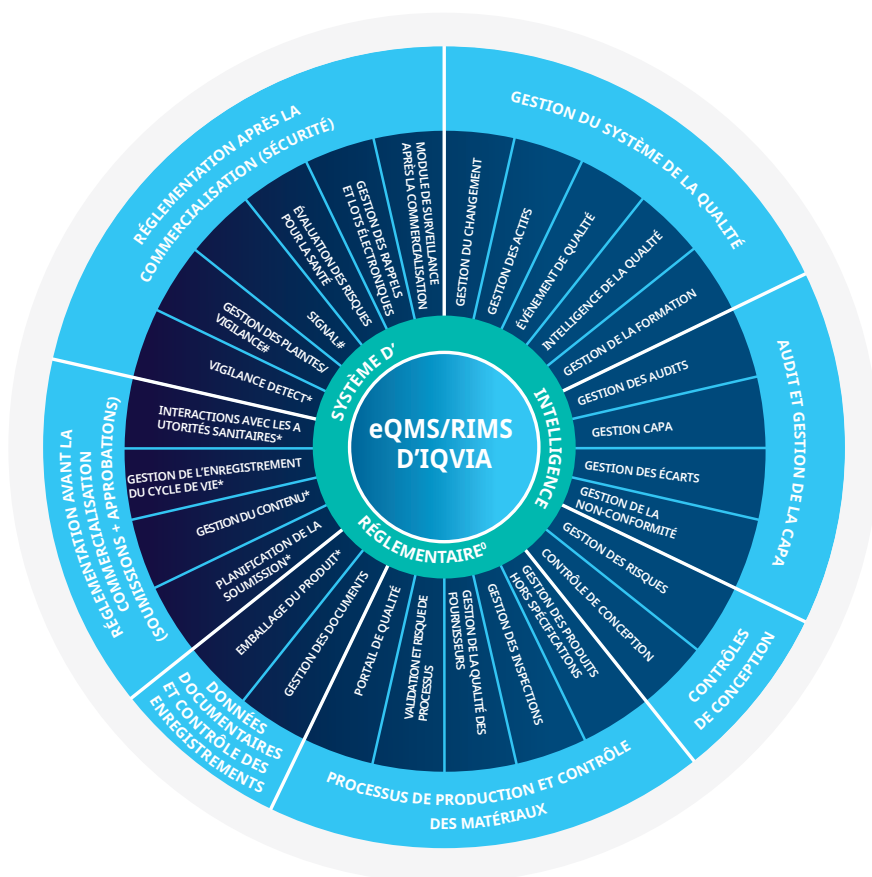 eQMS/RIMS
D'IQVIA
SYSTÈME D'
INTELLIGENCE
RÉGLEMENTAIRE⁰
GESTION DU SYSTÈME DE LA QUALITÉ
GESTION DU CHANGEMENT
GESTION DES ACTIFS
ÉVÉNEMENT DE QUALITÉ
INTELLIGENCE DE LA QUALITÉ
GESTION DE LA FORMATION
AUDIT ET GESTION DE LA CAPA
GESTION DES AUDITS
GESTION CAPA
GESTION DES ÉCARTS
GESTION DE LA
NON-CONFORMITÉ
CONTRÔLES
DE CONCEPTION
GESTION DES RISQUES
CONTRÔLE DE CONCEPTION
PROCESSUS DE PRODUCTION ET CONTRÔLE
DES MATÉRIAUX
GESTION DES PRODUITS
HORS SPÉCIFICATIONS
GESTION DES INSPECTIONS
GESTION DE LA QUALITÉ DES
FOURNISSEURS
VALIDATION ET RISQUE DE
PROCESSUS
PORTAIL DE QUALITÉ
DONNÉES
DOCUMENTAIRES
ET CONTRÔLE DES
ENREGISTREMENTS
GESTION DES DOCUMENTS
EMBALLAGE DU PRODUIT*
RÉGLEMENTATION AVANT LA
COMMERCIALISATION
(SOUMISSIONS + APPROBATIONS)
PLANIFICATION DE LA
SOUMISSION*
GESTION DU CONTENU*
GESTION DE L'ENREGISTREMENT
DU CYCLE DE VIE*
INTERACTIONS AVEC LES A
UTORITÉS SANITAIRES*
RÉGLEMENTATION APRÈS LA
COMMERCIALISATION (SÉCURITÉ)
VIGILANCE DETECT*
GESTION DES PLAINTES/
VIGILANCE#
SIGNAL#
ÉVALUATION DES RISQUES
POUR LA SANTÉ
GESTION DES RAPPELS
ET LOTS ÉLECTRONIQUES
MODULE DE SURVEILLANCE
APRÈS LA COMMERCIALISATION